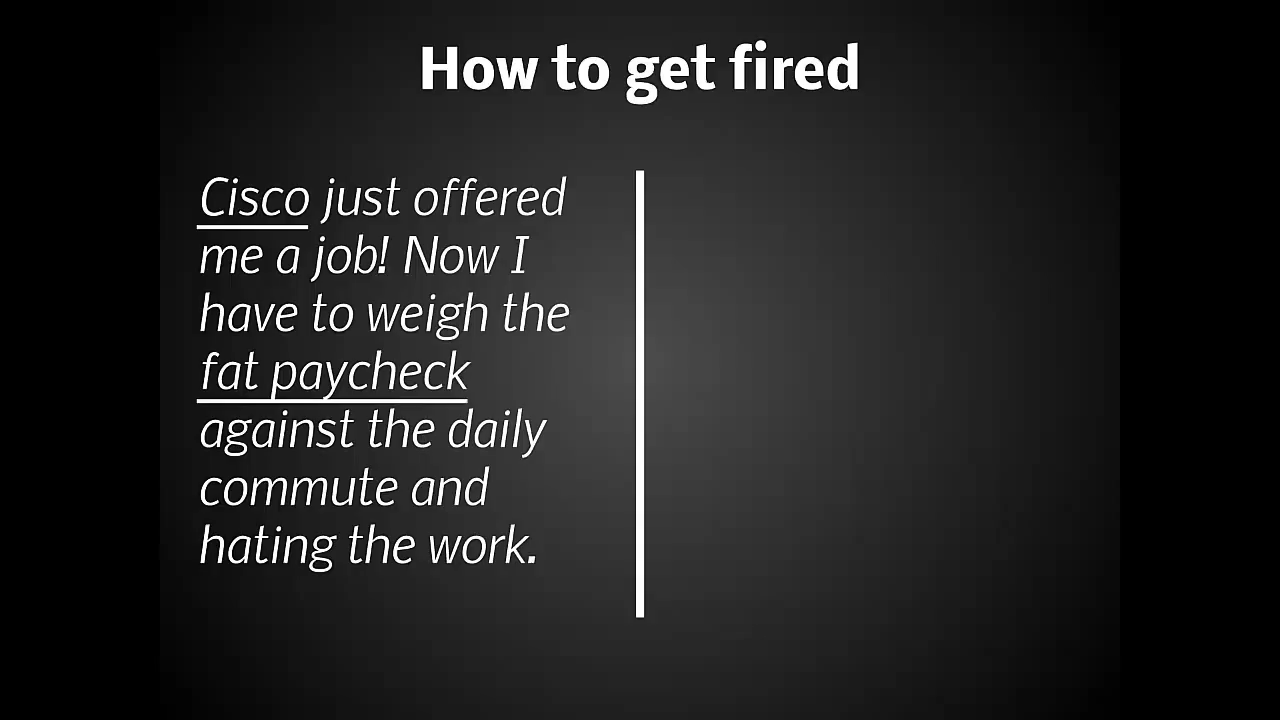 How to get fired
Cisco just offered
me a job! Now I
have to weigh the
fat paycheck
against the daily
commute and
hating the work.